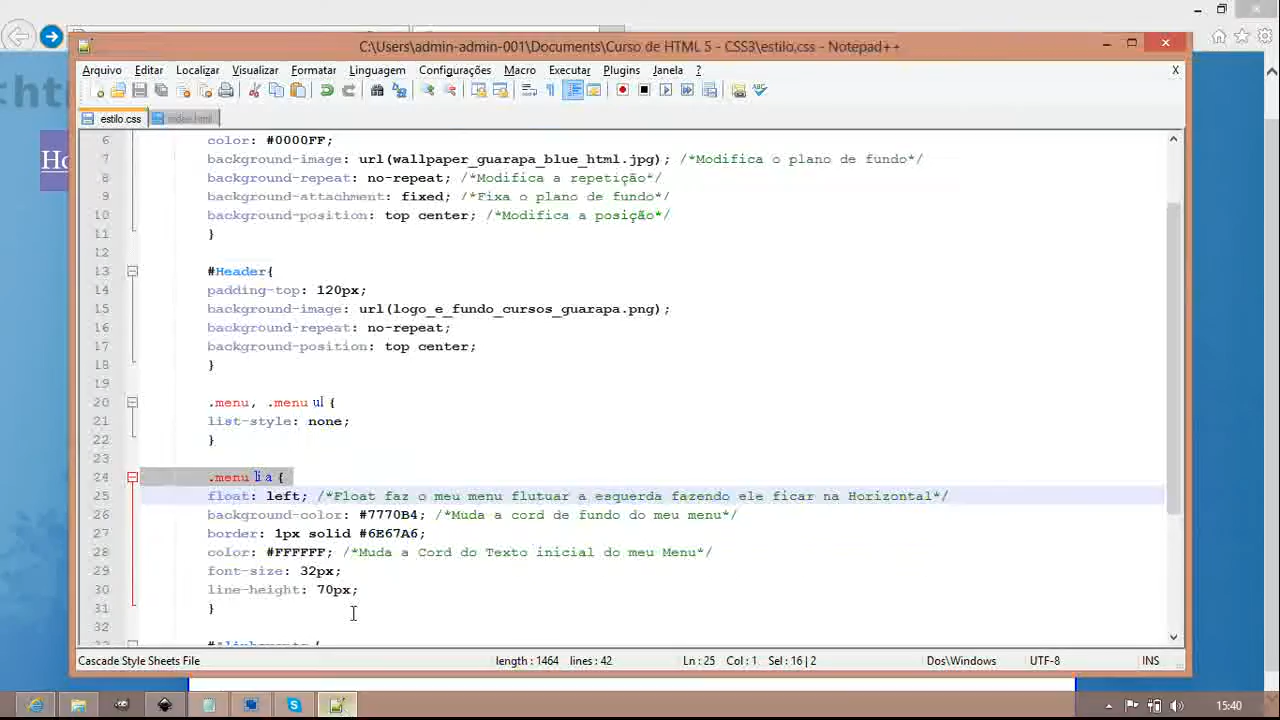 C:\Users\admin-admin-001\Documents\Curso de HTML 5 - CSS3\estilo.css - Notepad++
Arquivo Editar Localizar Visualizar Formatar Linguagem Configurações Macro Executar Plugins Janela ? X
estilo.css index.html
<ht
Ho
6 color: #0000FF;
7 background-image: url(wallpaper_guarapa_blue_html.jpg); /*Modifica o plano de fundo*/
8 background-repeat: no-repeat; /*Modifica a repetição*/
9 background-attachment: fixed; /*Fixa o plano de fundo*/
10 background-position: top center; /*Modifica a posição*/
11 }
12
13 #Header{
14 padding-top: 120px;
15 background-image: url(logo_e_fundo_cursos_guarapa.png);
16 background-repeat: no-repeat;
17 background-position: top center;
18 }
19
20 .menu, .menu ul {
21 list-style: none;
22 }
23
24 .menu li a {
25 float: left; /*Float faz o meu menu flutuar a esquerda fazendo ele ficar na Horizontal*/
26 background-color: #7770B4; /*Muda a cord de fundo do meu menu*/
27 border: 1px solid #6E67A6;
28 color: #FFFFFF; /*Muda a Cord do Texto inicial do meu Menu*/
29 font-size: 32px;
30 line-height: 70px;
31 }
32
Cascade Style Sheets File length : 1464 lines : 42 Ln : 25 Col : 1 Sel : 16 | 2 Dos\Windows UTF-8 INS
15:40